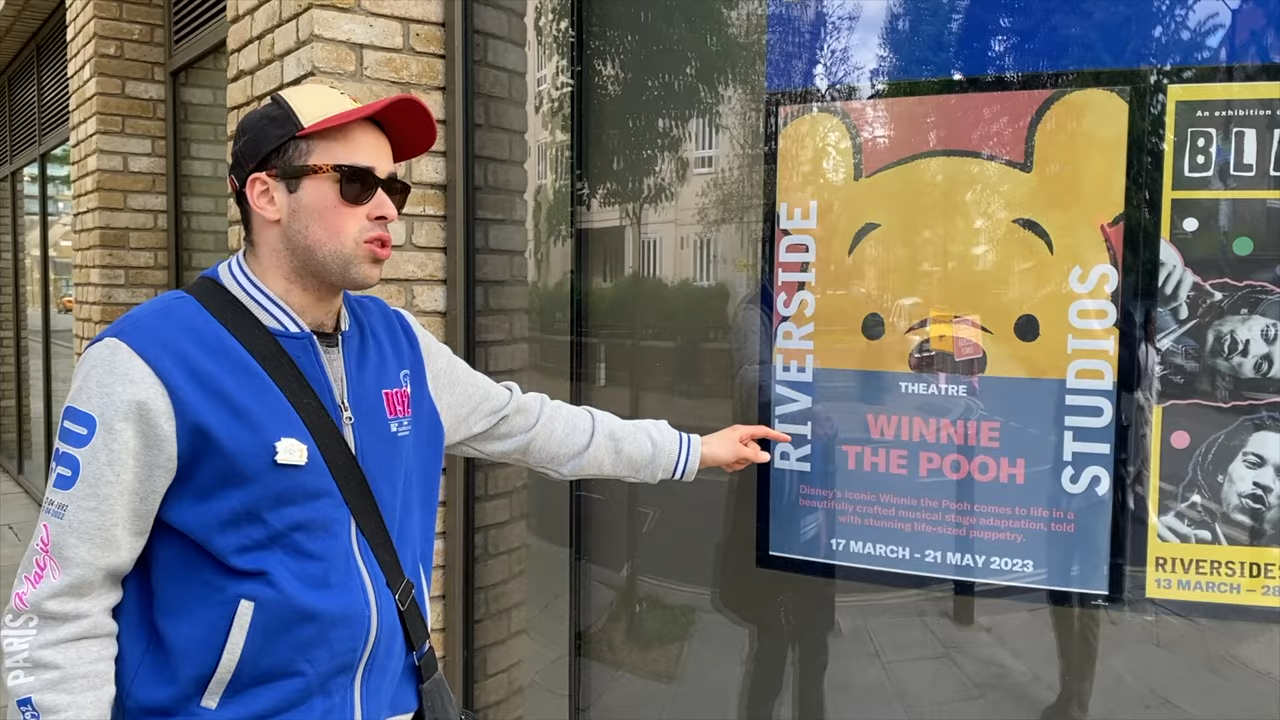 30
PARIS Magic
D92
RIVERSIDE
STUDIOS
THEATRE
WINNIE
THE POOH
Disney's iconic Winnie the Pooh comes to life in a
beautifully crafted musical stage adaptation, told
with stunning life-sized puppetry.
17 MARCH - 21 MAY 2023
An exhibition
BLA
RIVERSIDES
13 MARCH – 28